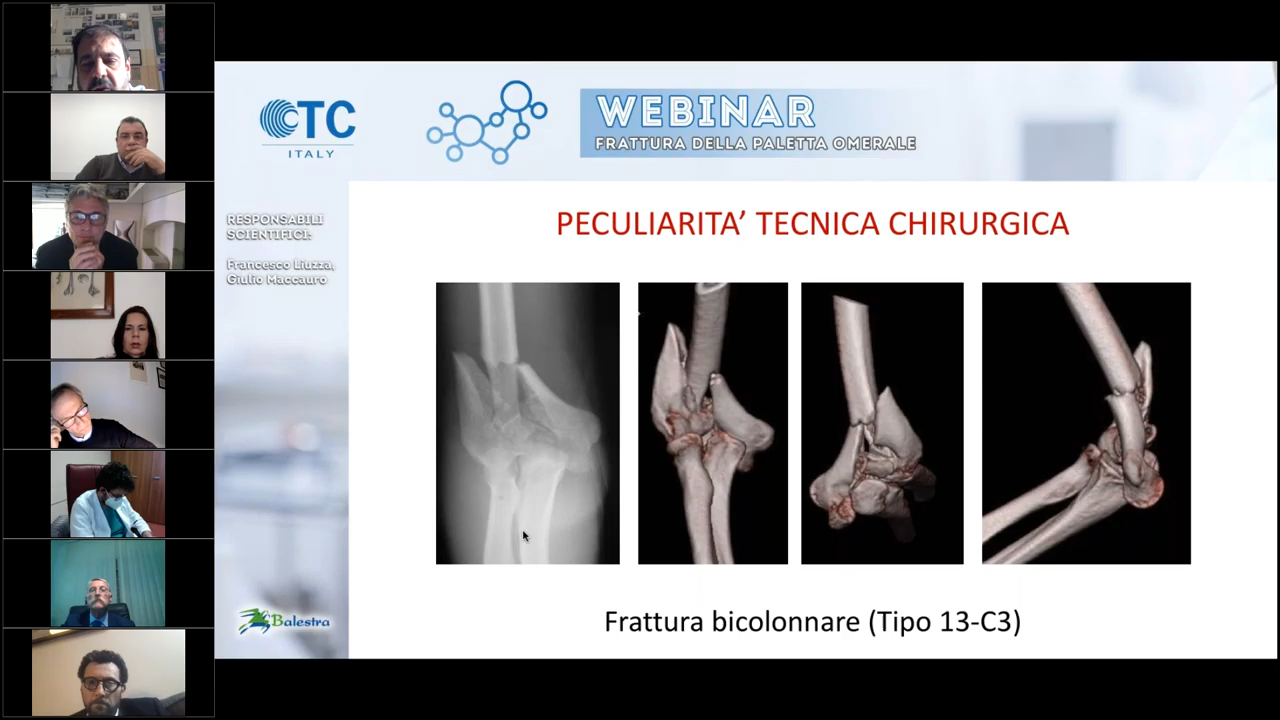 CTC
ITALY
WEBINAR
FRATTURA DELLA PALETTA OMERALE
RESPONSABILI
SCIENTIFICI:
Francesco Liuzza,
Giulio Maccauro
PECULIARITA’ TECNICA CHIRURGICA
Balestra
Frattura bicolonnare (Tipo 13-C3)